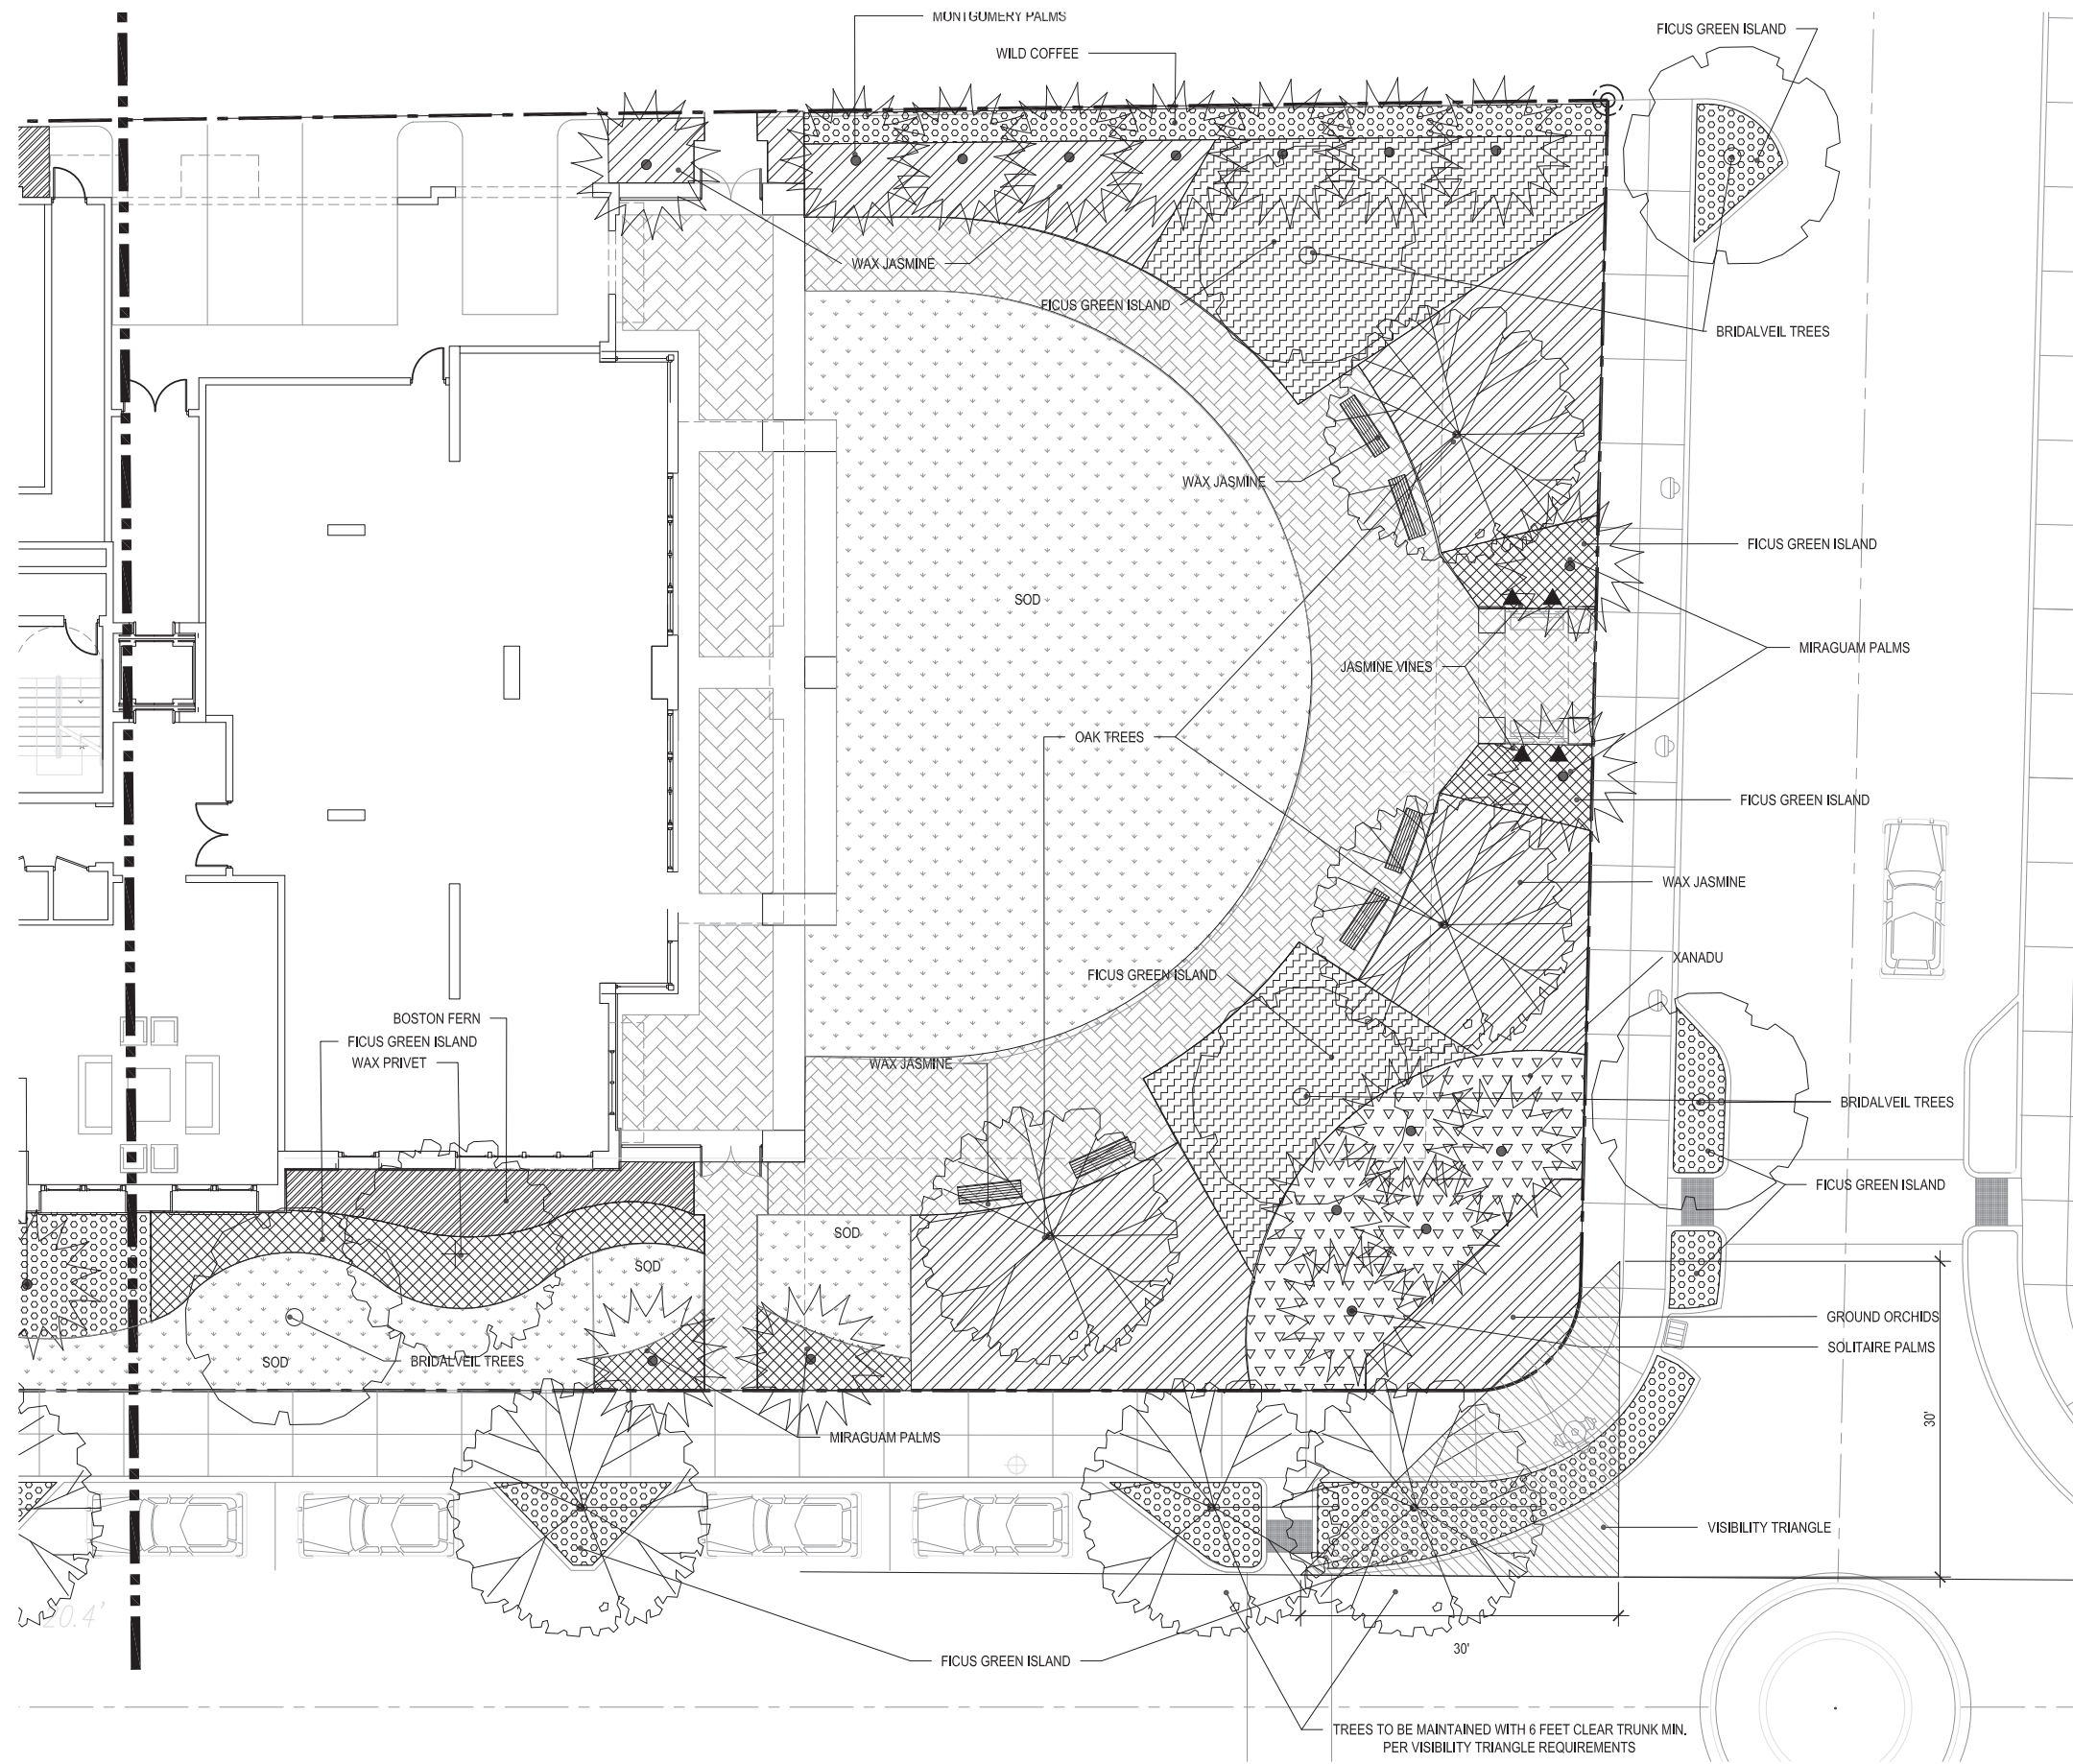 MONTGOMERY PALMS
FICUS GREEN ISLAND
WILD COFFEE
WAX JASMINE
FICUS GREEN ISLAND
BRIDALVEIL TREES
WAX JASMINE
FICUS GREEN ISLAND
SOD
MIRAGUAM PALMS
JASMINE VINES
OAK TREES
FICUS GREEN ISLAND
WAX JASMINE
XANADU
FICUS GREEN ISLAND
BOSTON FERN
FICUS GREEN ISLAND
WAX PRIVET
WAX JASMINE
BRIDALVEIL TREES
FICUS GREEN ISLAND
SOD
SOD
GROUND ORCHIDS
SOLITAIRE PALMS
SOD
BRIDALVEIL TREES
30'
MIRAGUAM PALMS
VISIBILITY TRIANGLE
20.4'
30'
FICUS GREEN ISLAND
TREES TO BE MAINTAINED WITH 6 FEET CLEAR TRUNK MIN.
PER VISIBILITY TRIANGLE REQUIREMENTS